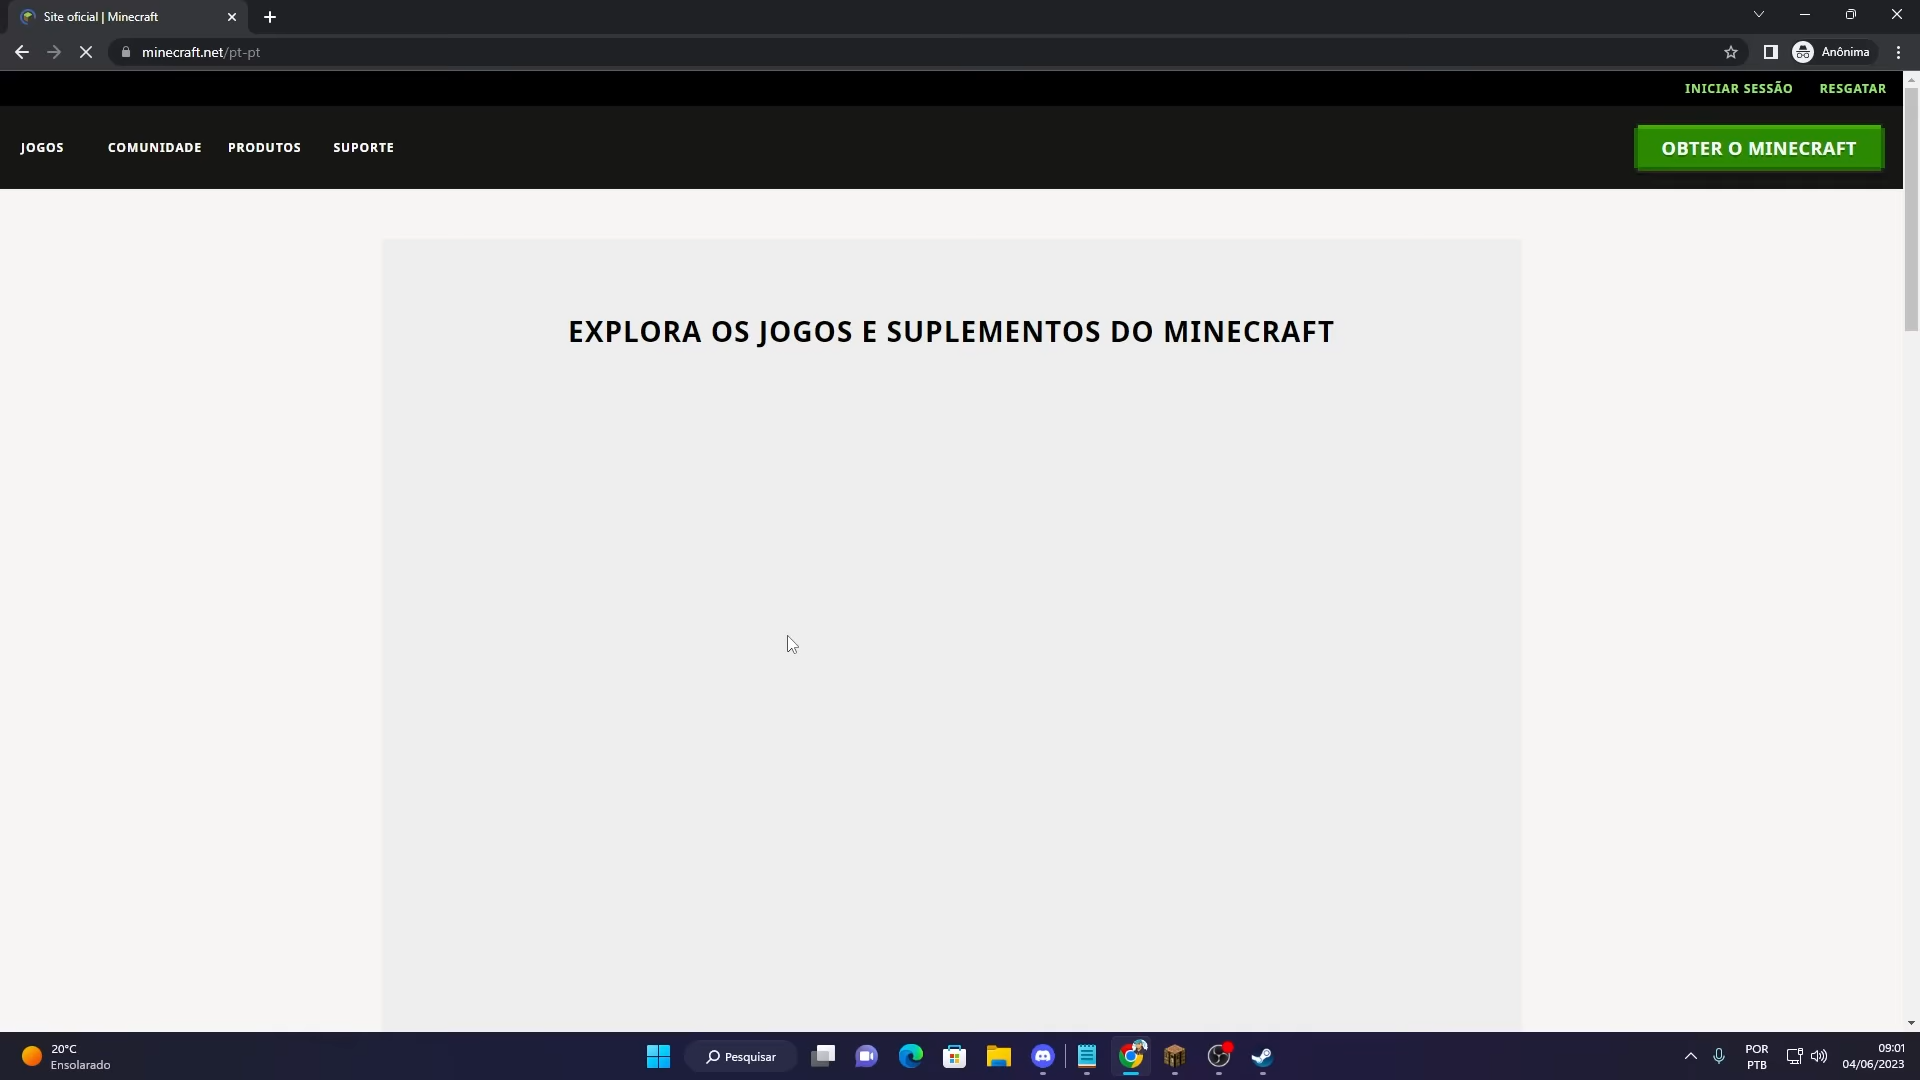 Site oficial | Minecraft
minecraft.net/pt-pt
Anônima
INICIAR SESSÃO
RESGATAR
JOGOS
COMUNIDADE
PRODUTOS
SUPORTE
OBTER O MINECRAFT
EXPLORA OS JOGOS E SUPLEMENTOS DO MINECRAFT
20°C
Ensolarado
Pesquisar
POR
PTB
09:01
04/06/2023